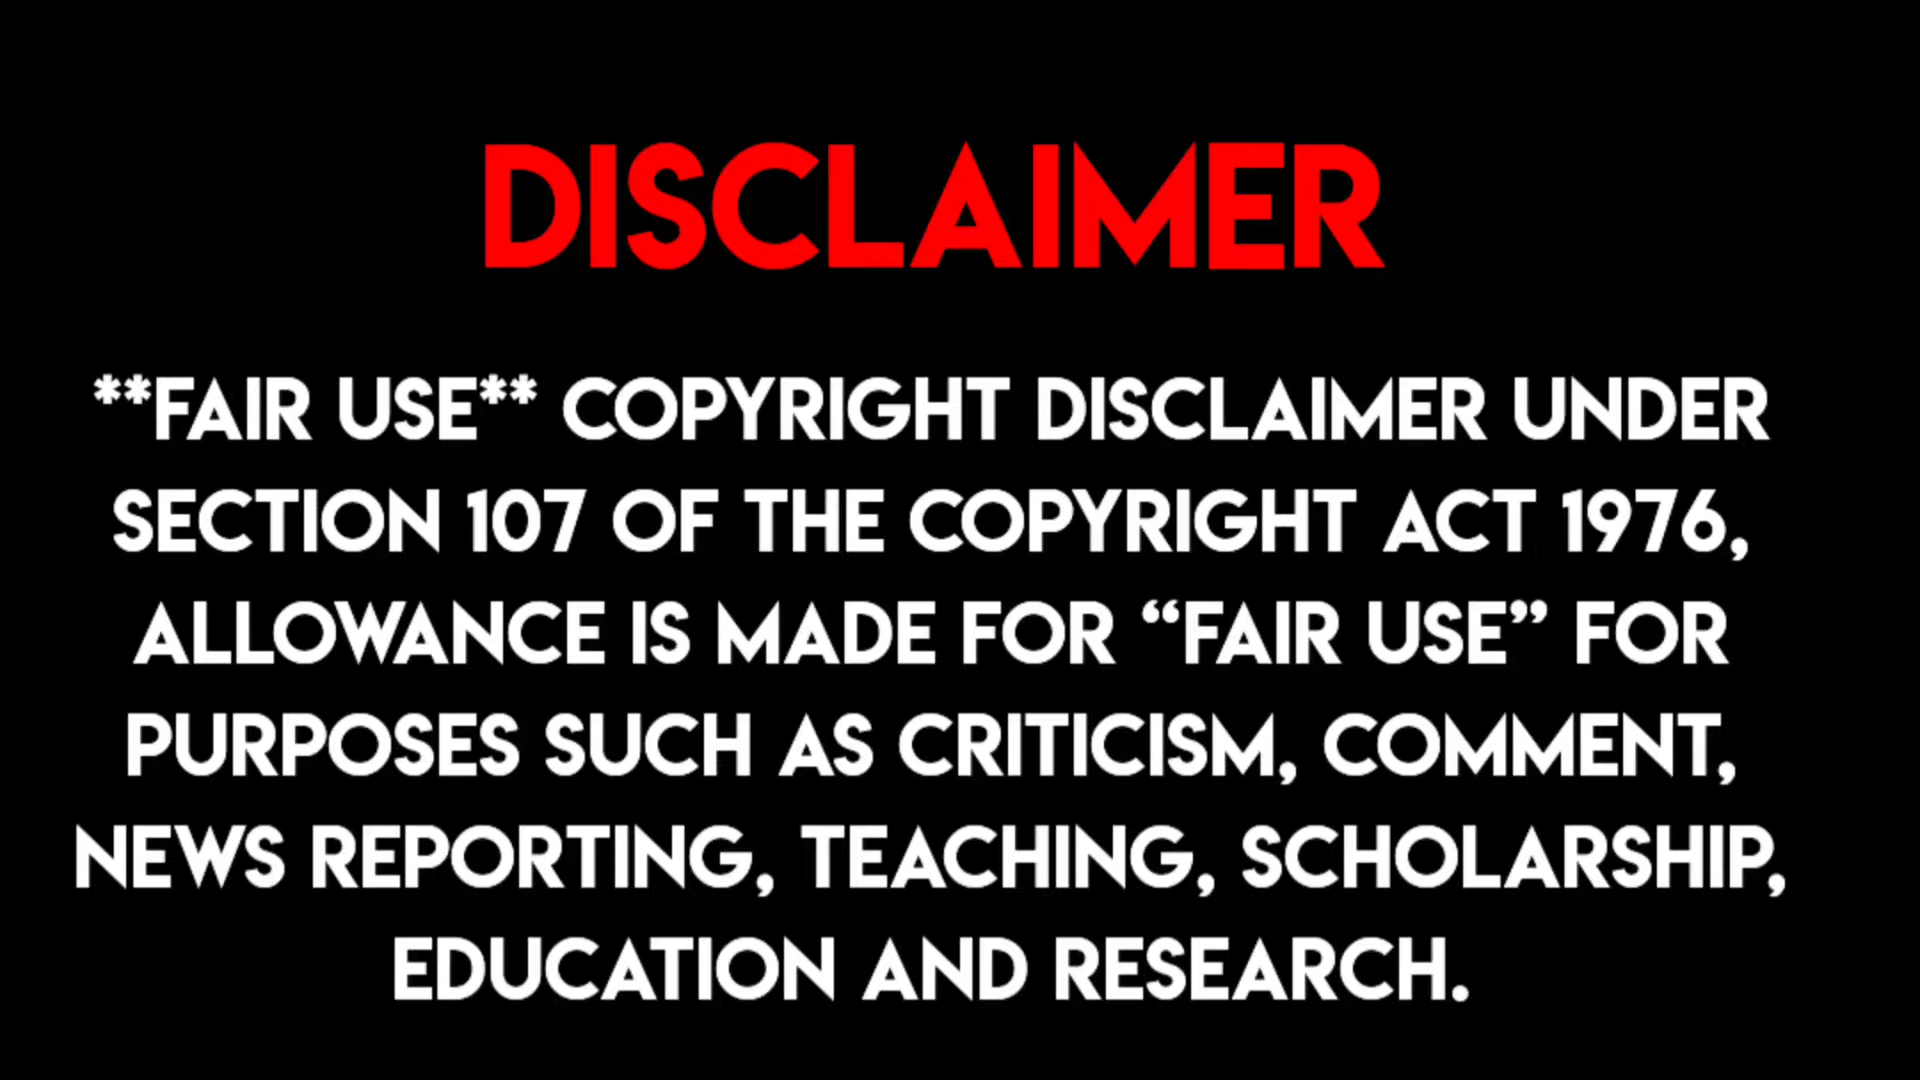 DISCLAIMER
**FAIR USE** COPYRIGHT DISCLAIMER UNDER
SECTION 107 OF THE COPYRIGHT ACT 1976,
ALLOWANCE IS MADE FOR “FAIR USE” FOR
PURPOSES SUCH AS CRITICISM, COMMENT,
NEWS REPORTING, TEACHING, SCHOLARSHIP,
EDUCATION AND RESEARCH.